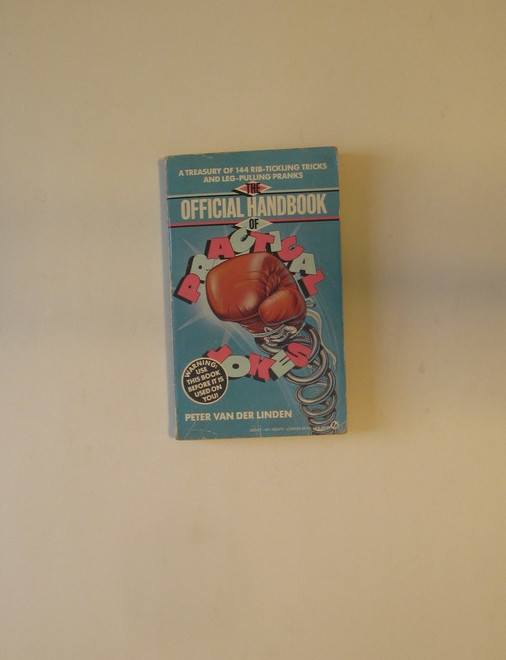 A TREASURY OF 144 RIB-TICKLING TRICKS
AND LEG-PULLING PRANKS
THE
OFFICIAL HANDBOOK
OF
PRACTICAL
JOKES
WARNING:
USE
THIS BOOK
BEFORE IT IS
USED ON
YOU!
PETER VAN DER LINDEN